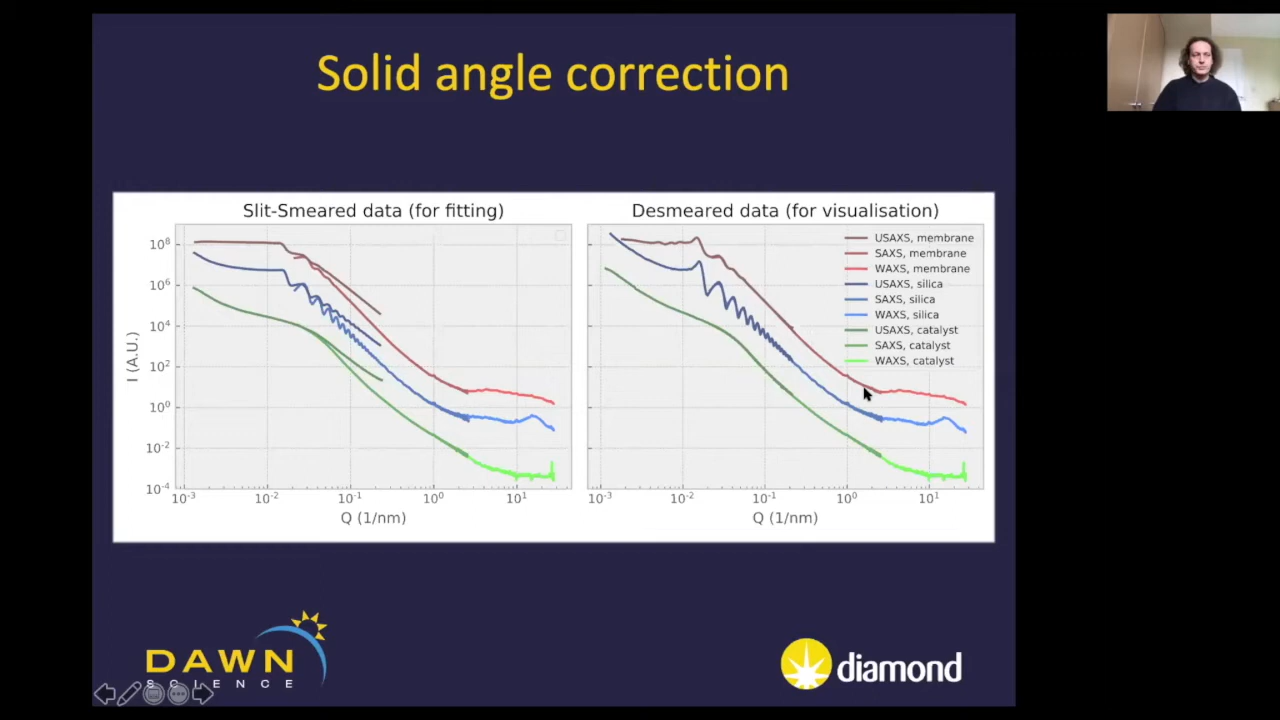 Solid angle correction
Slit-Smeared data (for fitting)
Desmeared data (for visualisation)
I (A.U.)
10⁸
10⁶
10⁴
10²
10⁰
10⁻²
10⁻⁴
10⁻³ 10⁻² 10⁻¹ 10⁰ 10¹
Q (1/nm)
USAXS, membrane
SAXS, membrane
WAXS, membrane
USAXS, silica
SAXS, silica
WAXS, silica
USAXS, catalyst
SAXS, catalyst
WAXS, catalyst
10⁻³ 10⁻² 10⁻¹ 10⁰ 10¹
Q (1/nm)
DAWN
SCIENCE
diamond